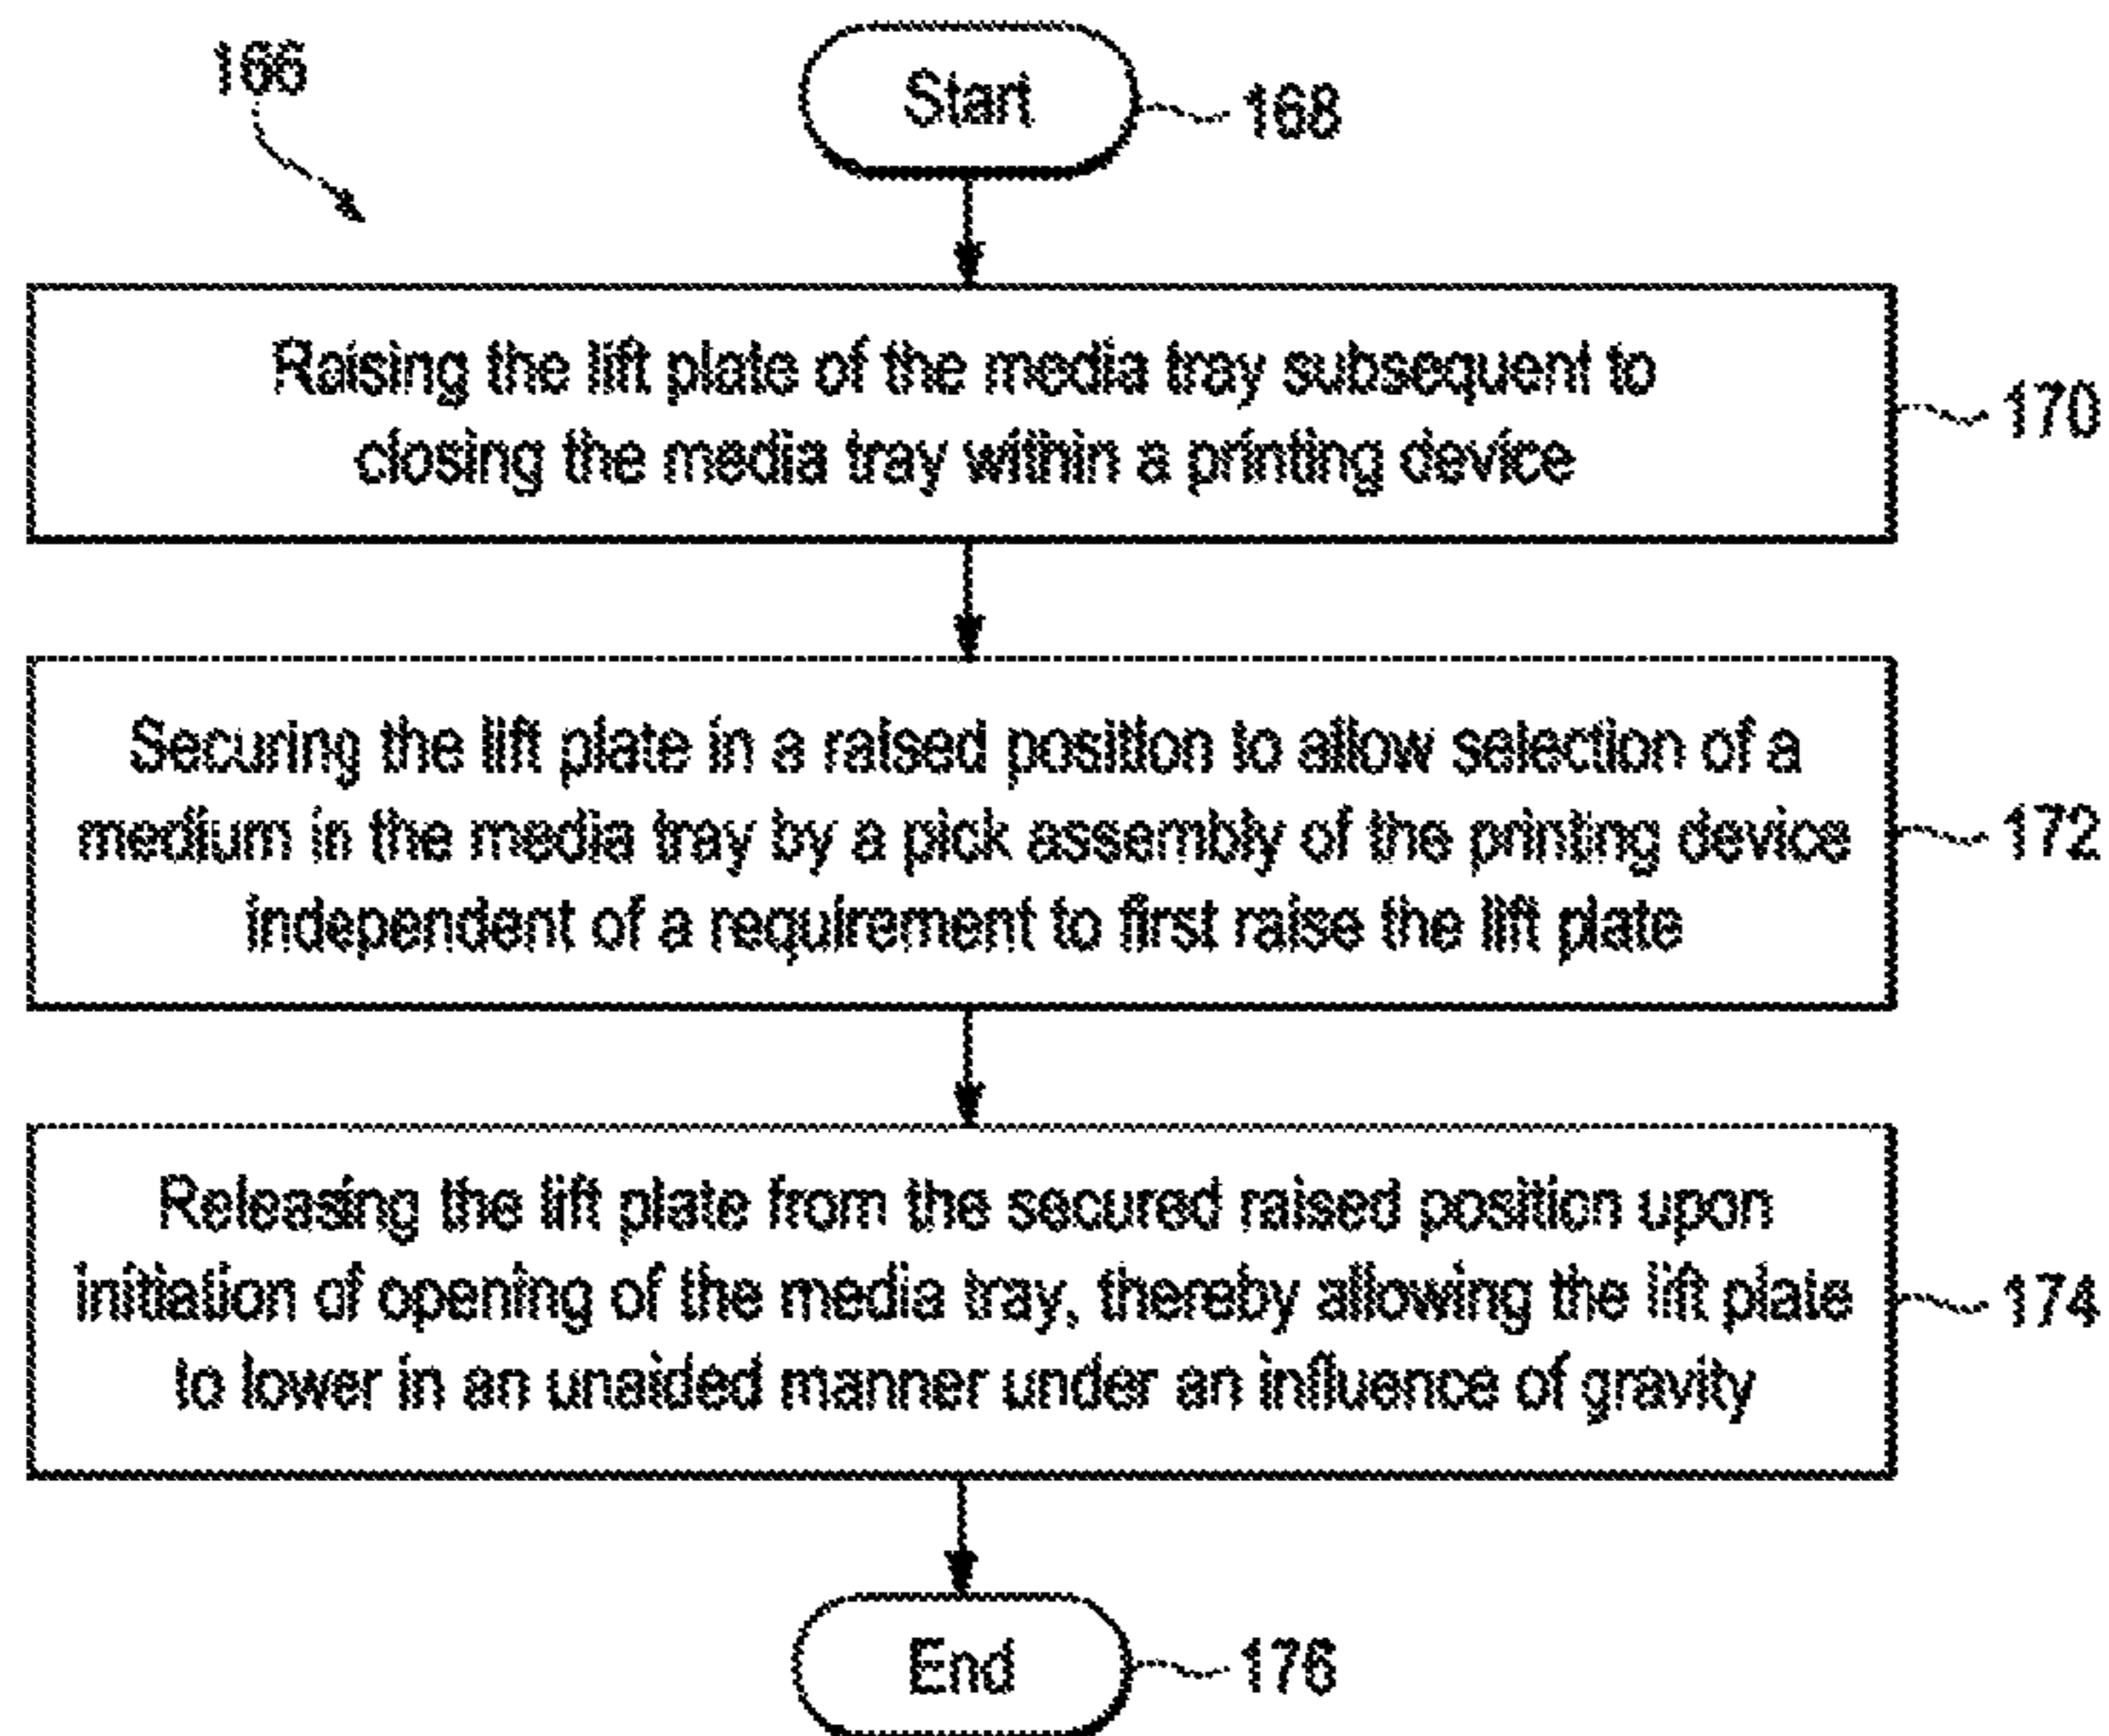 166
Start
168
Raising the lift plate of the media tray subsequent to
closing the media tray within a printing device
170
Securing the lift plate in a raised position to allow selection of a
medium in the media tray by a pick assembly of the printing device
independent of a requirement to first raise the lift plate
172
Releasing the lift plate from the secured raised position upon
initiation of opening of the media tray, thereby allowing the lift plate
to lower in an unaided manner under an influence of gravity
174
End
176